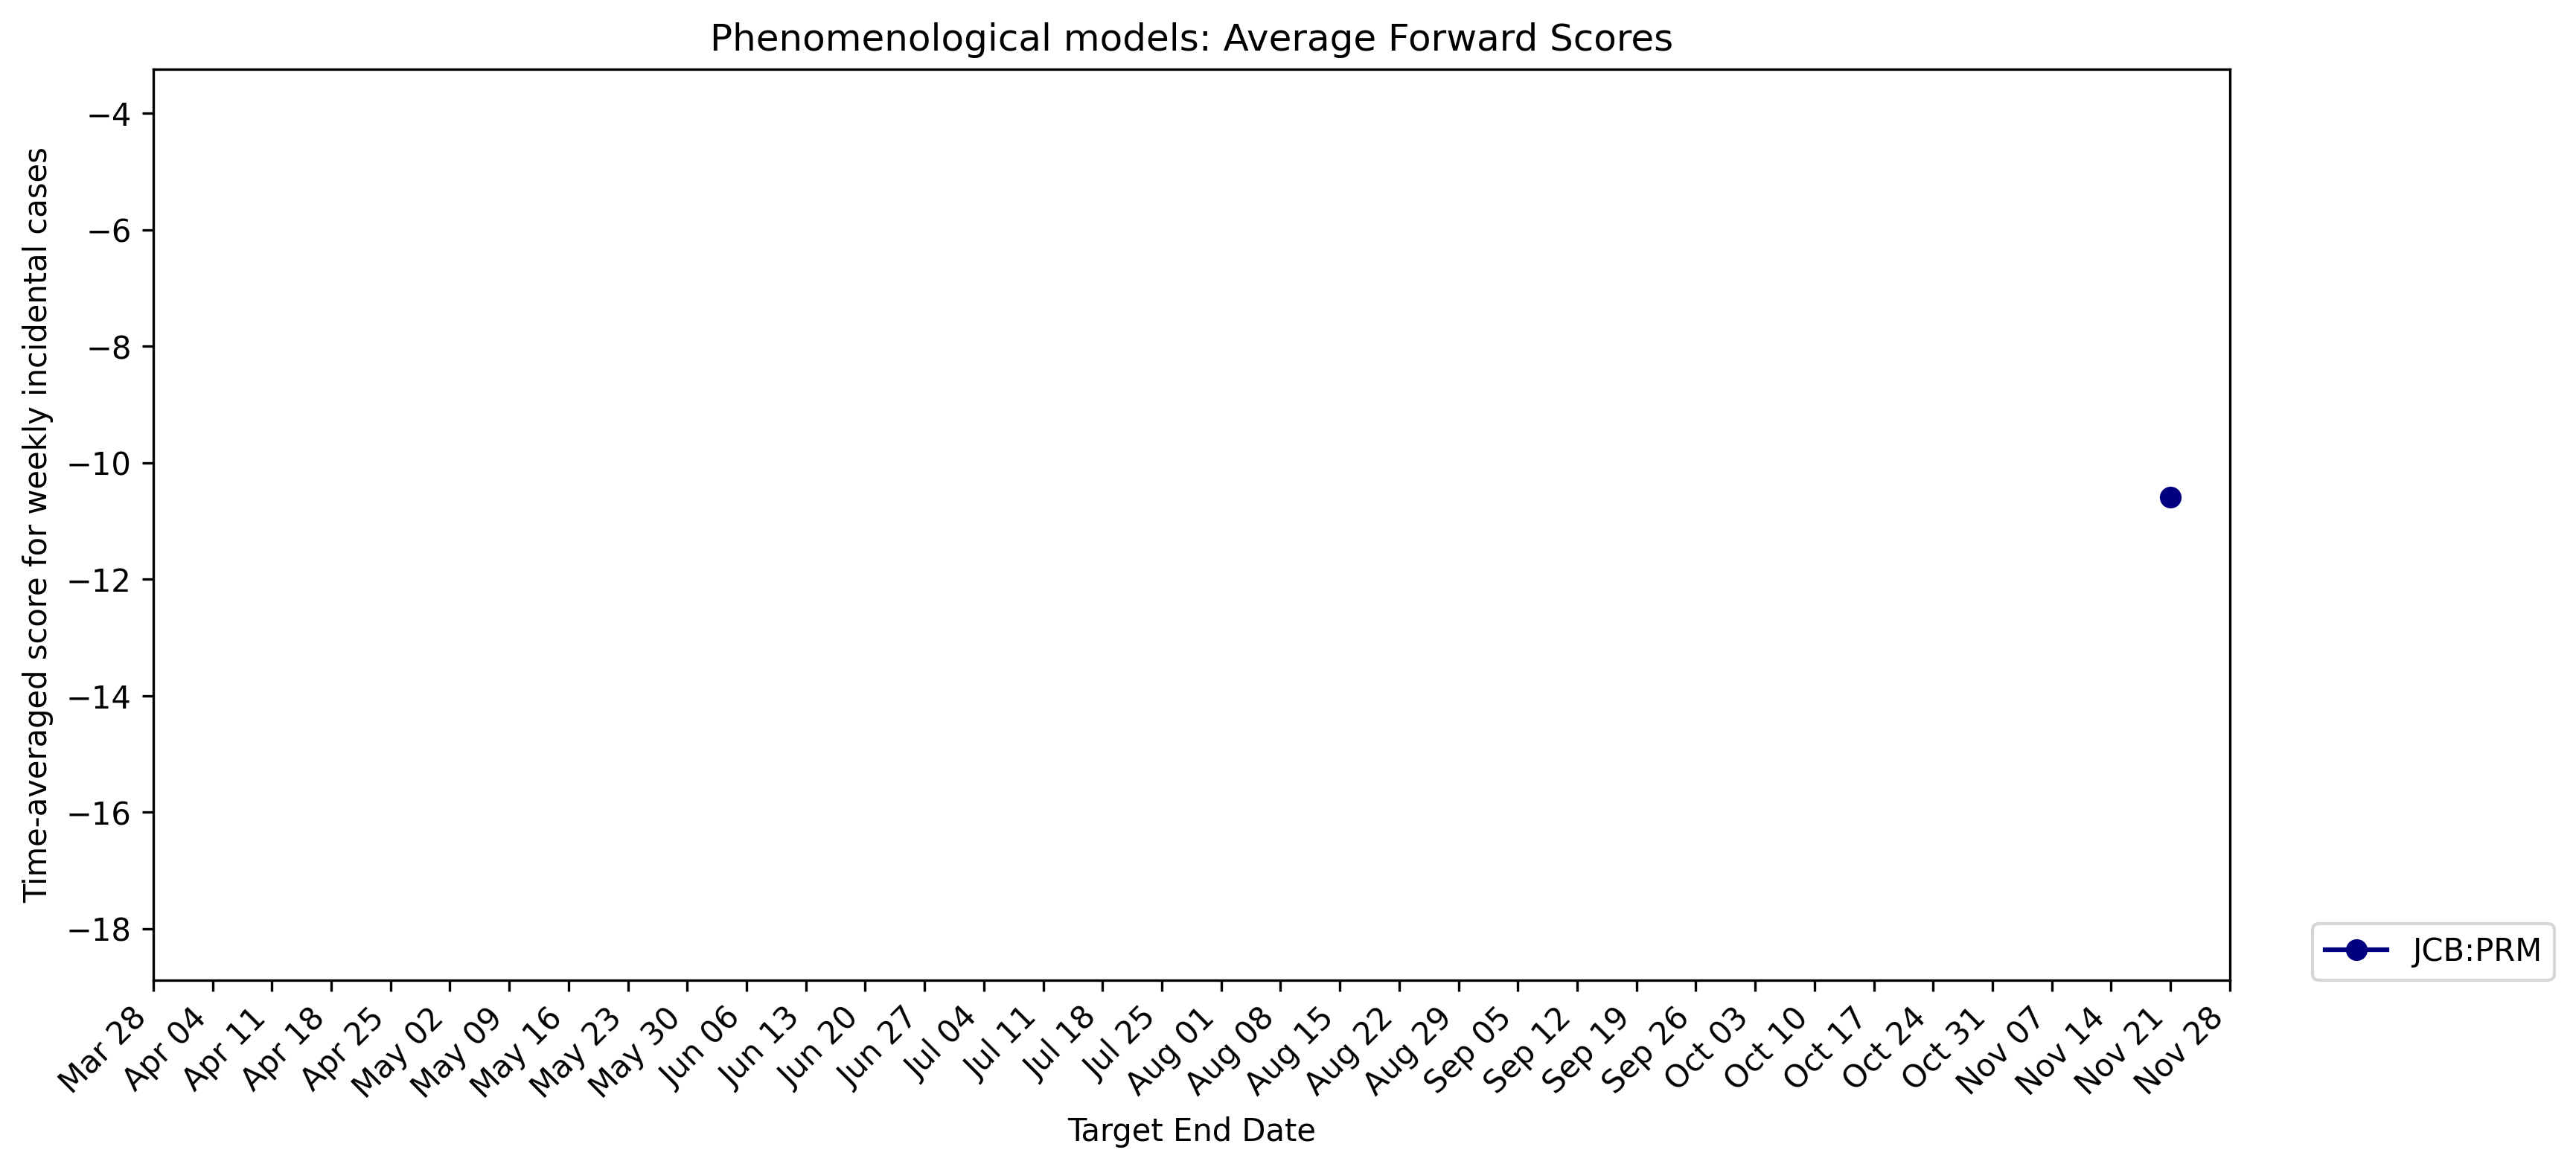 Phenomenological models: Average Forward Scores
Time-averaged score for weekly incidental cases
−4
−6
−8
−10
−12
−14
−16
−18
Mar 28
Apr 04
Apr 11
Apr 18
Apr 25
May 02
May 09
May 16
May 23
May 30
Jun 06
Jun 13
Jun 20
Jun 27
Jul 04
Jul 11
Jul 18
Jul 25
Aug 01
Aug 08
Aug 15
Aug 22
Aug 29
Sep 05
Sep 12
Sep 19
Sep 26
Oct 03
Oct 10
Oct 17
Oct 24
Oct 31
Nov 07
Nov 14
Nov 21
Nov 28
Target End Date
JCB:PRM